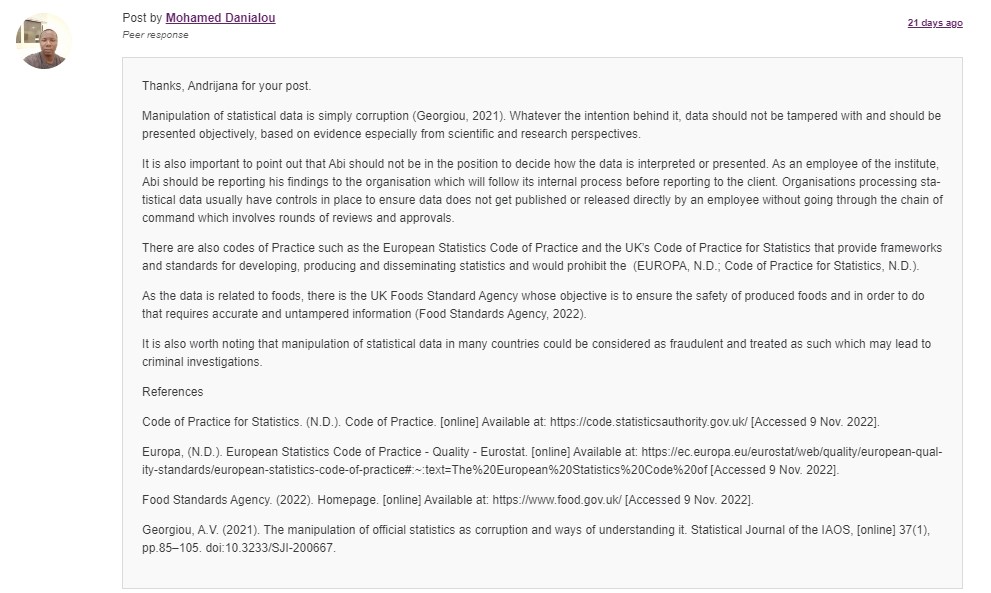 Post by Mohamed Danialou
21 days ago
Peer response
Thanks, Andrijana for your post.
Manipulation of statistical data is simply corruption (Georgiou, 2021). Whatever the intention behind it, data should not be tampered with and should be
presented objectively, based on evidence especially from scientific and research perspectives.
It is also important to point out that Abi should not be in the position to decide how the data is interpreted or presented. As an employee of the institute,
Abi should be reporting his findings to the organisation which will follow its internal process before reporting to the client. Organisations processing sta-
tistical data usually have controls in place to ensure data does not get published or released directly by an employee without going through the chain of
command which involves rounds of reviews and approvals.
There are also codes of Practice such as the European Statistics Code of Practice and the UK's Code of Practice for Statistics that provide frameworks
and standards for developing, producing and disseminating statistics and would prohibit the  (EUROPA, N.D.; Code of Practice for Statistics, N.D.).
As the data is related to foods, there is the UK Foods Standard Agency whose objective is to ensure the safety of produced foods and in order to do
that requires accurate and untampered information (Food Standards Agency, 2022).
It is also worth noting that manipulation of statistical data in many countries could be considered as fraudulent and treated as such which may lead to
criminal investigations.
References
Code of Practice for Statistics. (N.D.). Code of Practice. [online] Available at: https://code.statisticsauthority.gov.uk/ [Accessed 9 Nov. 2022].
Europa, (N.D.). European Statistics Code of Practice - Quality - Eurostat. [online] Available at: https://ec.europa.eu/eurostat/web/quality/european-qual-
ity-standards/european-statistics-code-of-practice#:~:text=The%20European%20Statistics%20Code%20of [Accessed 9 Nov. 2022].
Food Standards Agency. (2022). Homepage. [online] Available at: https://www.food.gov.uk/ [Accessed 9 Nov. 2022].
Georgiou, A.V. (2021). The manipulation of official statistics as corruption and ways of understanding it. Statistical Journal of the IAOS, [online] 37(1),
pp.85–105. doi:10.3233/SJI-200667.